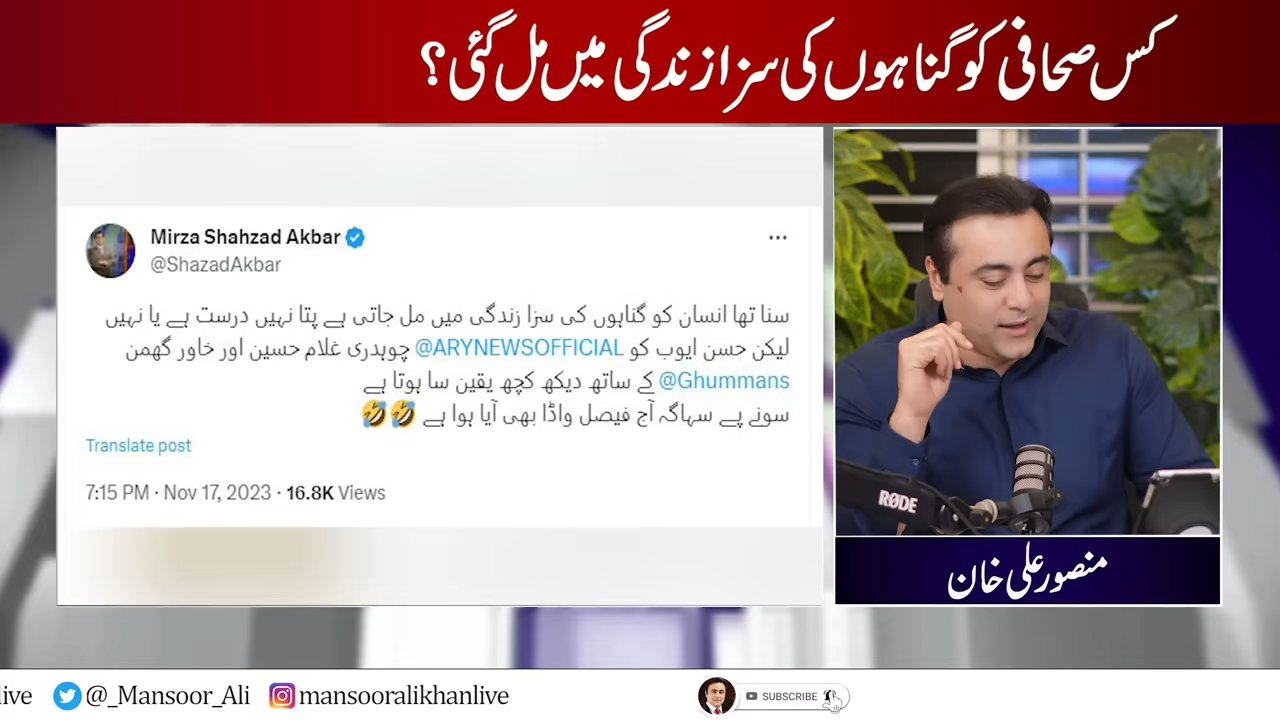 کس صحافی کو گناہوں کی سزا زندگی میں مل گئی؟
Mirza Shahzad Akbar
@ShazadAkbar
سنا تھا انسان کو گناہوں کی سزا زندگی میں مل جاتی ہے پتا نہیں درست ہے یا نہیں
لیکن حسن ایوب کو @ARYNEWSOFFICIAL چوہدری غلام حسین اور خاور گھمن
@Ghummans کے ساتھ دیکھ کچھ یقین سا ہوتا ہے
سونے پے سہاگہ آج فیصل واڈا بھی آیا ہوا ہے 🤣🤣
Translate post
7:15 PM · Nov 17, 2023 · 16.8K Views
RØDE
منصور علی خان
live @_Mansoor_Ali mansooralikhanlive SUBSCRIBE